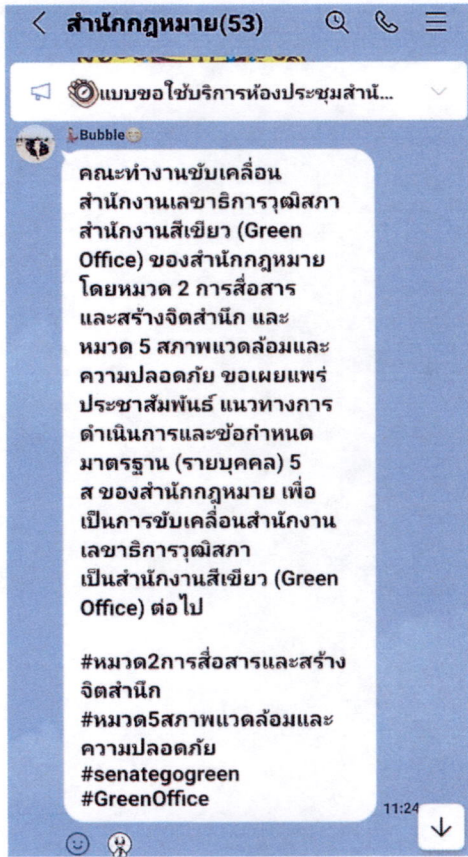 สำนักกฎหมาย(53)
แบบขอใช้บริการห้องประชุมสำนั...
Bubble
คณะทำงานขับเคลื่อน
สำนักงานเลขาธิการวุฒิสภา
สำนักงานสีเขียว (Green
Office) ของสำนักกฎหมาย
โดยหมวด 2 การสื่อสาร
และสร้างจิตสำนึก และ
หมวด 5 สภาพแวดล้อมและ
ความปลอดภัย ขอเผยแพร่
ประชาสัมพันธ์ แนวทางการ
ดำเนินการและข้อกำหนด
มาตรฐาน (รายบุคคล) 5
ส ของสำนักกฎหมาย เพื่อ
เป็นการขับเคลื่อนสำนักงาน
เลขาธิการวุฒิสภา
เป็นสำนักงานสีเขียว (Green
Office) ต่อไป
#หมวด2การสื่อสารและสร้าง
จิตสำนึก
#หมวด5สภาพแวดล้อมและ
ความปลอดภัย
#senategogreen
#GreenOffice
11:24